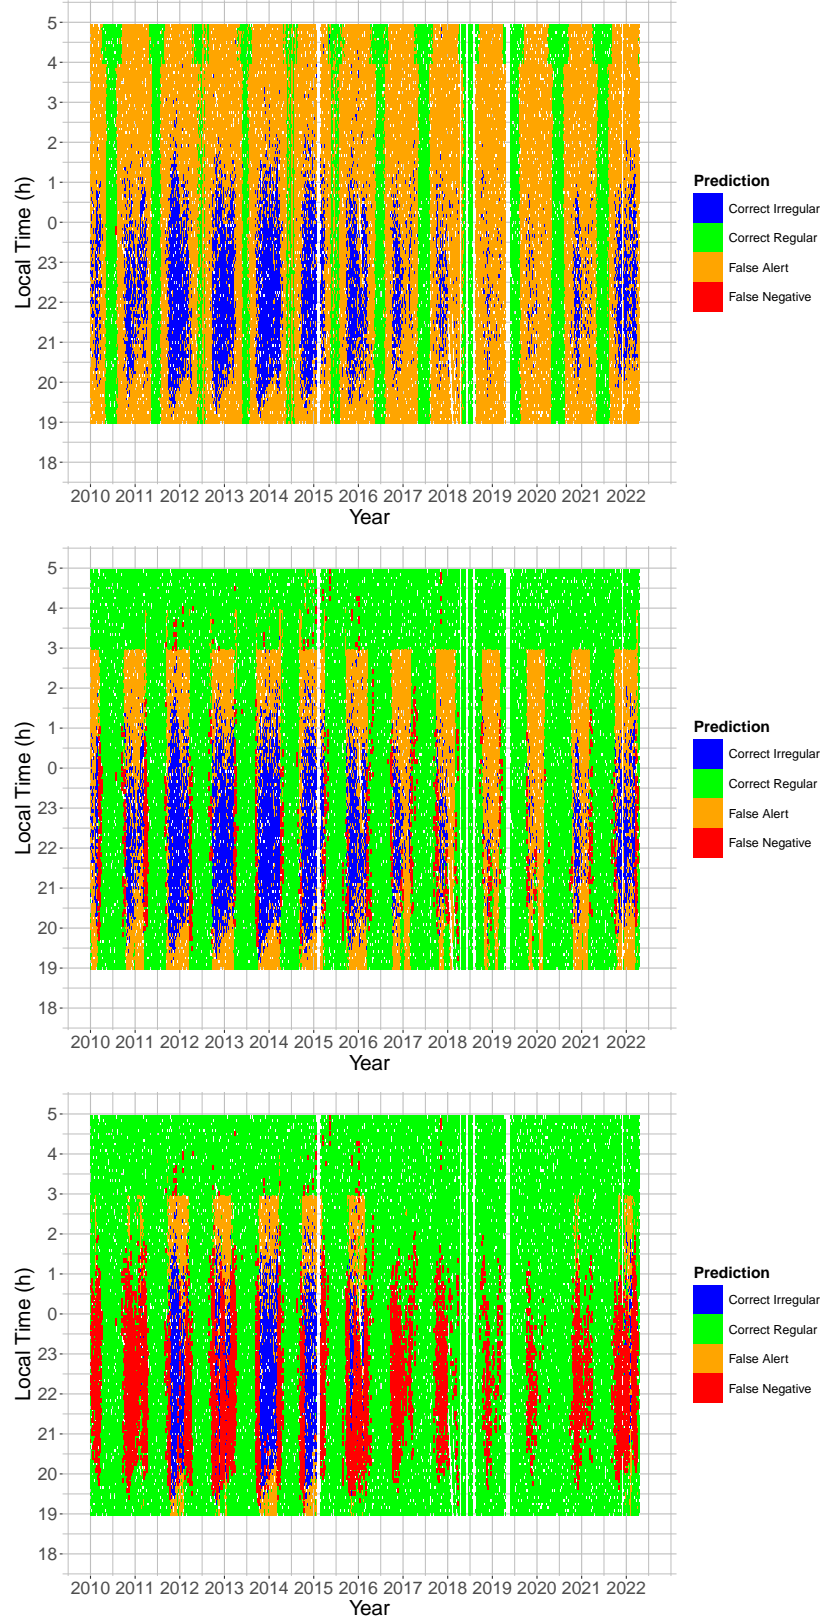 5
4
3
2
1
0
23
22
21
20
19
18
Local Time (h)
2010 2011 2012 2013 2014 2015 2016 2017 2018 2019 2020 2021 2022
Year
Prediction
Correct Irregular
Correct Regular
False Alert
False Negative
5
4
3
2
1
0
23
22
21
20
19
18
Local Time (h)
2010 2011 2012 2013 2014 2015 2016 2017 2018 2019 2020 2021 2022
Year
Prediction
Correct Irregular
Correct Regular
False Alert
False Negative
5
4
3
2
1
0
23
22
21
20
19
18
Local Time (h)
2010 2011 2012 2013 2014 2015 2016 2017 2018 2019 2020 2021 2022
Year
Prediction
Correct Irregular
Correct Regular
False Alert
False Negative